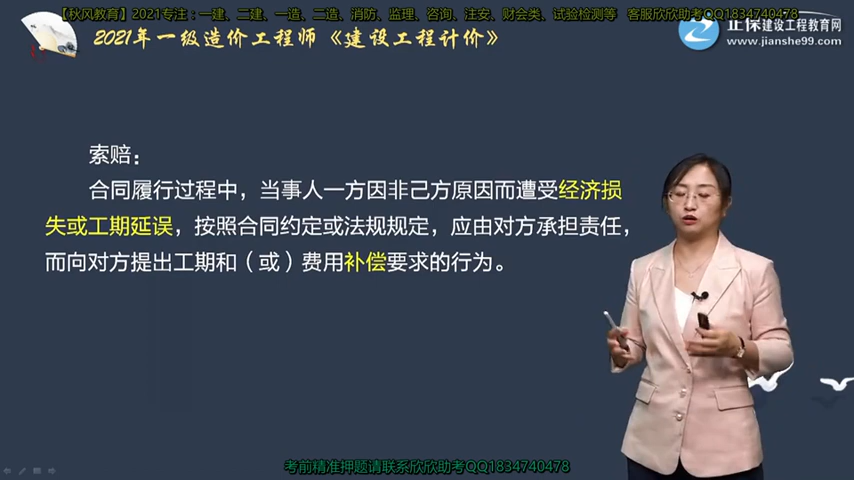 【秋风教育】2021专注：一建、二建、一造、二造、消防、监理、咨询、注安、财会类、试验检测等 客服欣欣助考QQ1834740478
2021年一级造价工程师《建设工程计价》
正保建设工程教育网
www.jianshe99.com
索赔：
合同履行过程中，当事人一方因非己方原因而遭受经济损
失或工期延误，按照合同约定或法规规定，应由对方承担责任，
而向对方提出工期和（或）费用补偿要求的行为。
考前精准押题请联系欣欣助考QQ1834740478